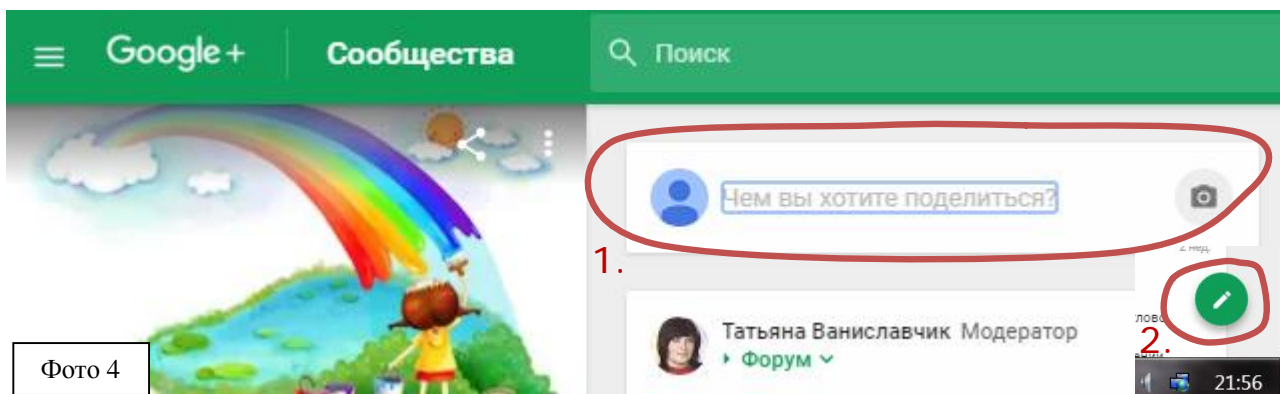 Google+ Сообщества Поиск
Чем вы хотите поделиться?
2 нед.
1.
Татьяна Ваниславчик Модератор
Форум
2.
Фото 4
21:56